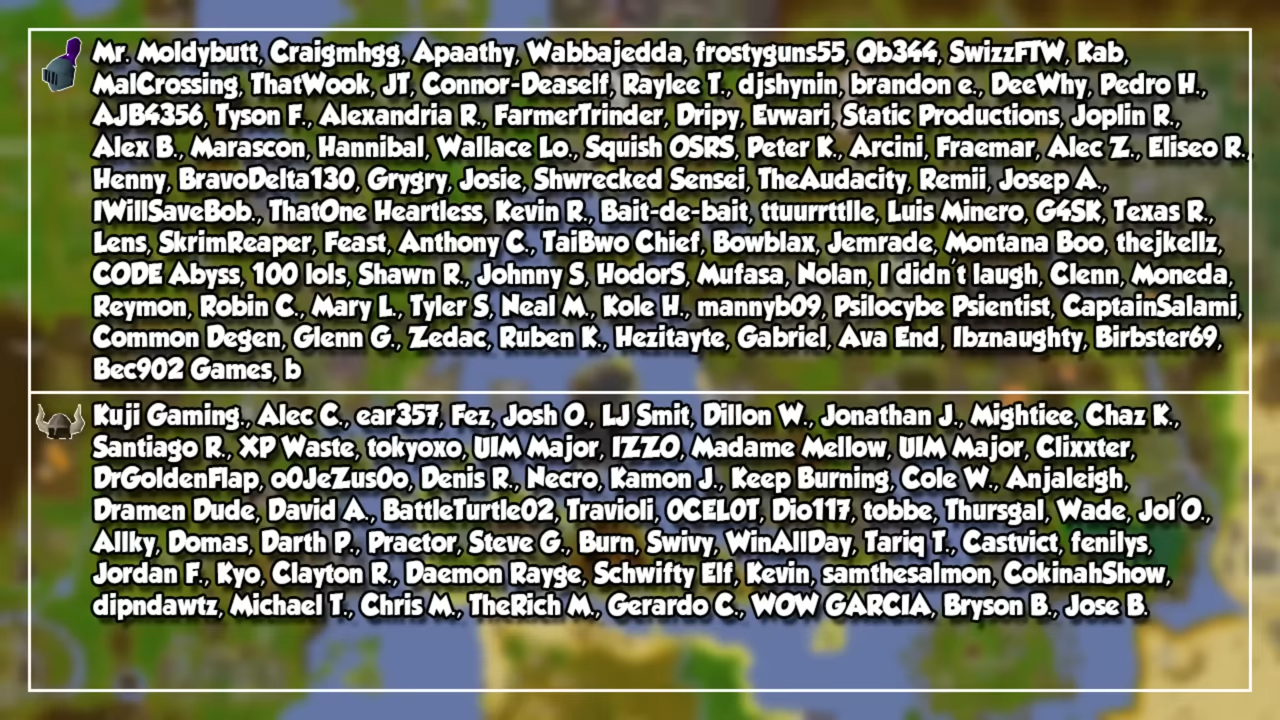 Mr. Moldybutt, Craigmhgg, Apaathy, Wabbajedda, frostyguns55, Qb344, SwizzFTW, Kab,
MalCrossing, ThatWook, JT, Connor-Deaself, Raylee T., djshynin, brandon e., DeeWhy, Pedro H.,
AJB4356, Tyson F., Alexandria R., FarmerTrinder, Dripy, Evwari, Static Productions, Joplin R.,
Alex B., Marascon, Hannibal, Wallace Lo., Squish OSRS, Peter K., Arcini, Fraemar, Alec Z., Eliseo R.,
Henny, BravoDelta130, Grygry, Josie, Shwrecked Sensei, TheAudacity, Remii, Josep A.,
IWillSaveBob., ThatOne Heartless, Kevin R., Bait-de-bait, ttuurrttlle, Luis Minero, G4SK, Texas R.,
Lens, SkrimReaper, Feast, Anthony C., TaiBwo Chief, Bowblax, Jemrade, Montana Boo, thejkellz,
CODE Abyss, 100 lols, Shawn R., Johnny S, HodorS, Mufasa, Nolan, I didn't laugh, Clenn, Moneda,
Reymon, Robin C., Mary L., Tyler S, Neal M., Kole H., mannyb09, Psilocybe Psientist, CaptainSalami,
Common Degen, Glenn G., Zedac, Ruben K., Hezitayte, Gabriel, Ava End, Ibznaughty, Birbster69,
Bec902 Games, b
Kuji Gaming., Alec C., ear357, Fez, Josh O., LJ Smit, Dillon W., Jonathan J., Mightiee, Chaz K.,
Santiago R., XP Waste, tokyoxo, UIM Major, IZZO, Madame Mellow, UIM Major, Clixxter,
DrGoldenFlap, o0JeZus0o, Denis R., Necro, Kamon J., Keep Burning, Cole W., Anjaleigh,
Dramen Dude, David A., BattleTurtle02, Travioli, 0CEL0T, Dio117, tobbe, Thursgal, Wade, Jol'O.,
Allky, Domas, Darth P., Praetor, Steve G., Burn, Swivy, WinAllDay, Tariq T., Castvict, fenilys,
Jordan F., Kyo, Clayton R., Daemon Rayge, Schwifty Elf, Kevin, samthesalmon, CokinahShow,
dipndawtz, Michael T., Chris M., TheRich M., Gerardo C., WOW GARCIA, Bryson B., Jose B.